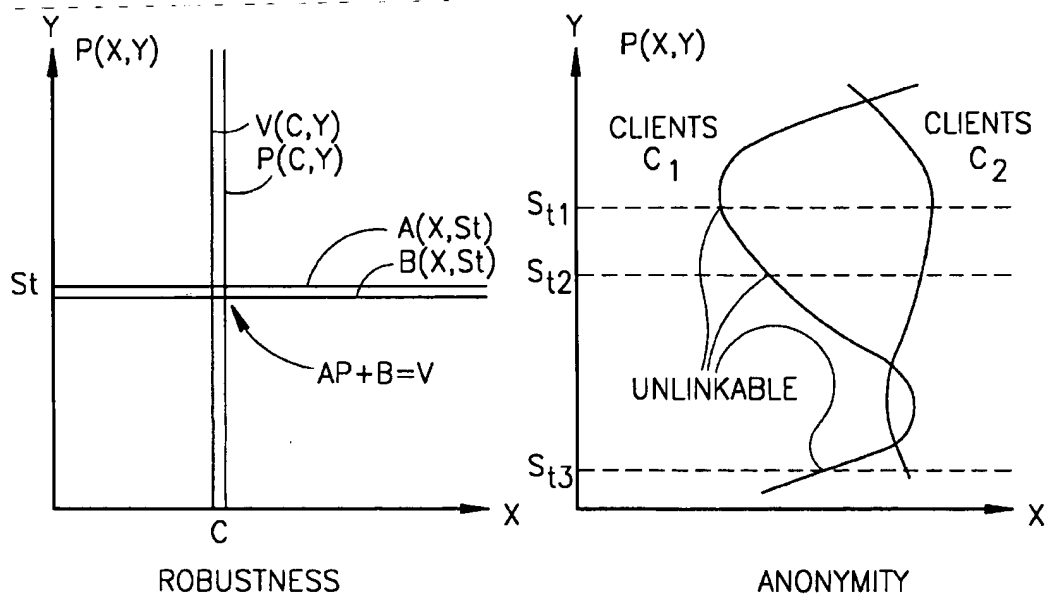 Y
P(X,Y)
V(C,Y)
P(C,Y)
A(X,St)
B(X,St)
St
AP+B=V
X
C
ROBUSTNESS
Y
P(X,Y)
CLIENTS
C1
CLIENTS
C2
St1
St2
UNLINKABLE
St3
X
ANONYMITY